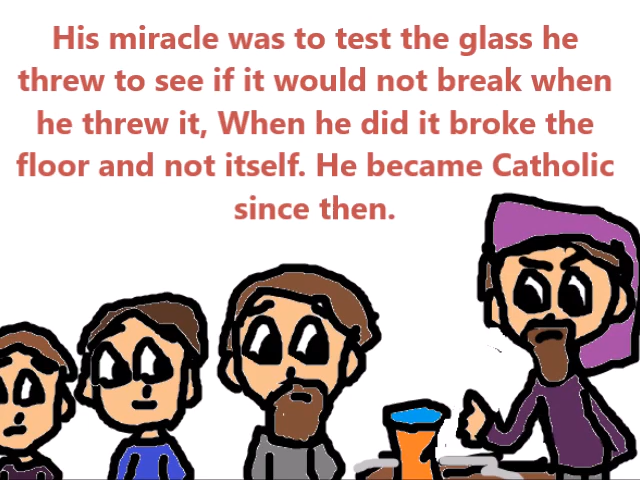 His miracle was to test the glass he
threw to see if it would not break when
he threw it, When he did it broke the
floor and not itself. He became Catholic
since then.